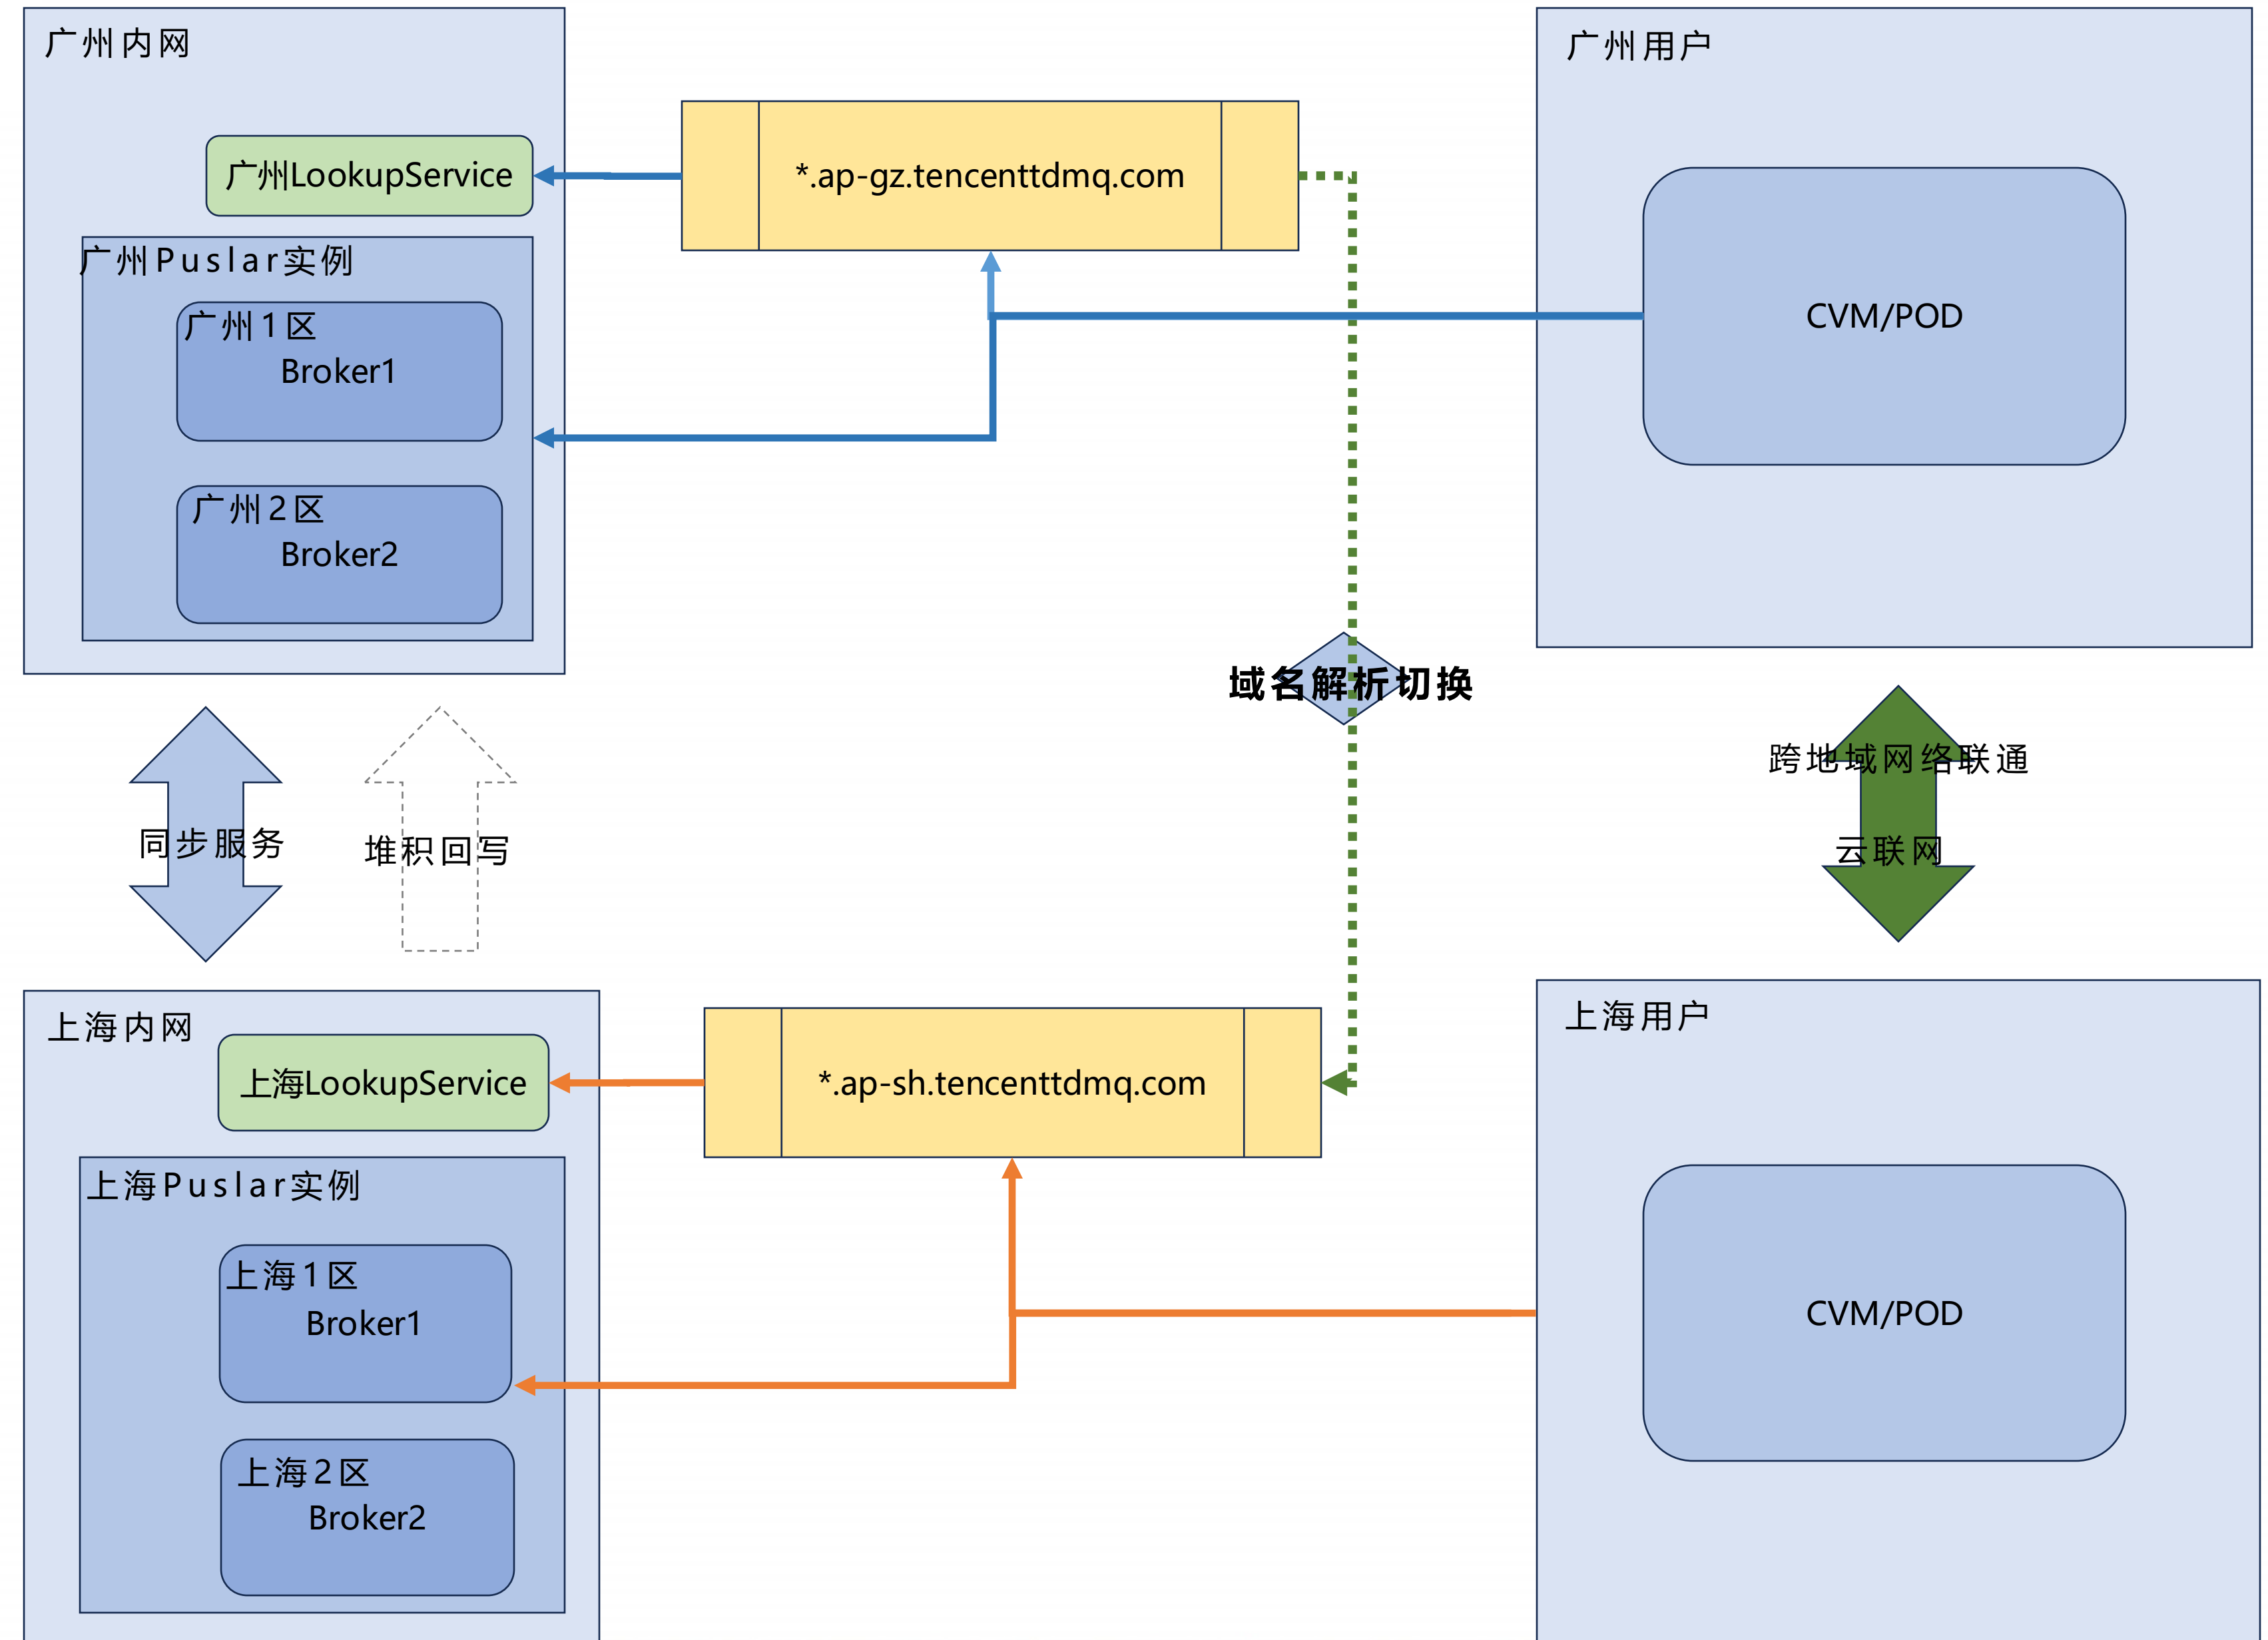 广州内网
广州用户
广州LookupService
*.ap-gz.tencenttdmq.com
广州Puslar实例
广州1区
Broker1
CVM/POD
广州2区
Broker2
域名解析切换
跨地域网络联通
同步服务
堆积回写
云联网
上海内网
上海用户
上海LookupService
*.ap-sh.tencenttdmq.com
上海Puslar实例
上海1区
Broker1
CVM/POD
上海2区
Broker2